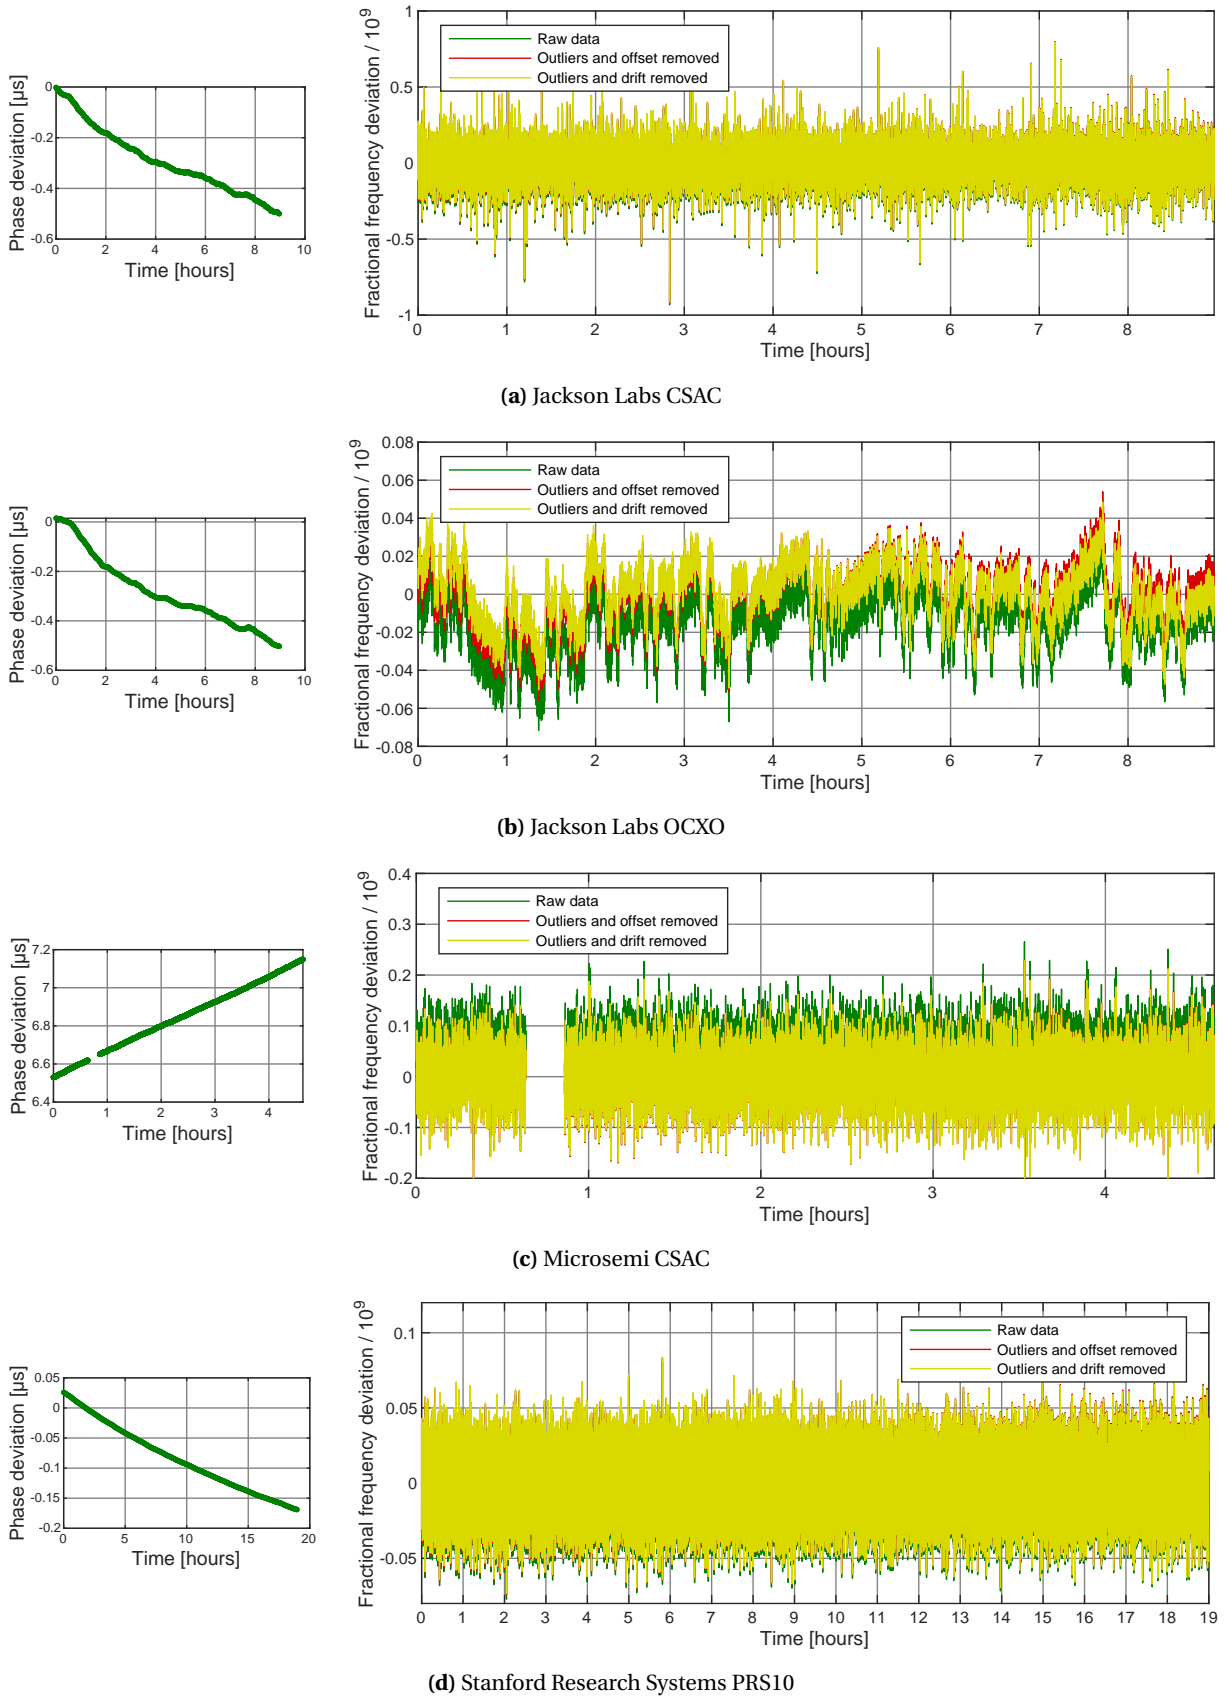 Phase deviation [µs]
0
-0.2
-0.4
-0.6
0 2 4 6 8 10
Time [hours]
Fractional frequency deviation / 10⁹
1
0.5
0
-0.5
-1
Raw data
Outliers and offset removed
Outliers and drift removed
0 1 2 3 4 5 6 7 8
Time [hours]
(a) Jackson Labs CSAC
Phase deviation [µs]
0
-0.2
-0.4
-0.6
0 2 4 6 8 10
Time [hours]
Fractional frequency deviation / 10⁹
0.08
0.06
0.04
0.02
0
-0.02
-0.04
-0.06
-0.08
Raw data
Outliers and offset removed
Outliers and drift removed
0 1 2 3 4 5 6 7 8
Time [hours]
(b) Jackson Labs OCXO
Phase deviation [µs]
7.2
7
6.8
6.6
6.4
0 1 2 3 4
Time [hours]
Fractional frequency deviation / 10⁹
0.4
0.3
0.2
0.1
0
-0.1
-0.2
Raw data
Outliers and offset removed
Outliers and drift removed
0 1 2 3 4
Time [hours]
(c) Microsemi CSAC
Phase deviation [µs]
0.05
0
-0.05
-0.1
-0.15
-0.2
0 5 10 15 20
Time [hours]
Fractional frequency deviation / 10⁹
0.1
0.05
0
-0.05
Raw data
Outliers and offset removed
Outliers and drift removed
0 1 2 3 4 5 6 7 8 9 10 11 12 13 14 15 16 17 18 19
Time [hours]
(d) Stanford Research Systems PRS10